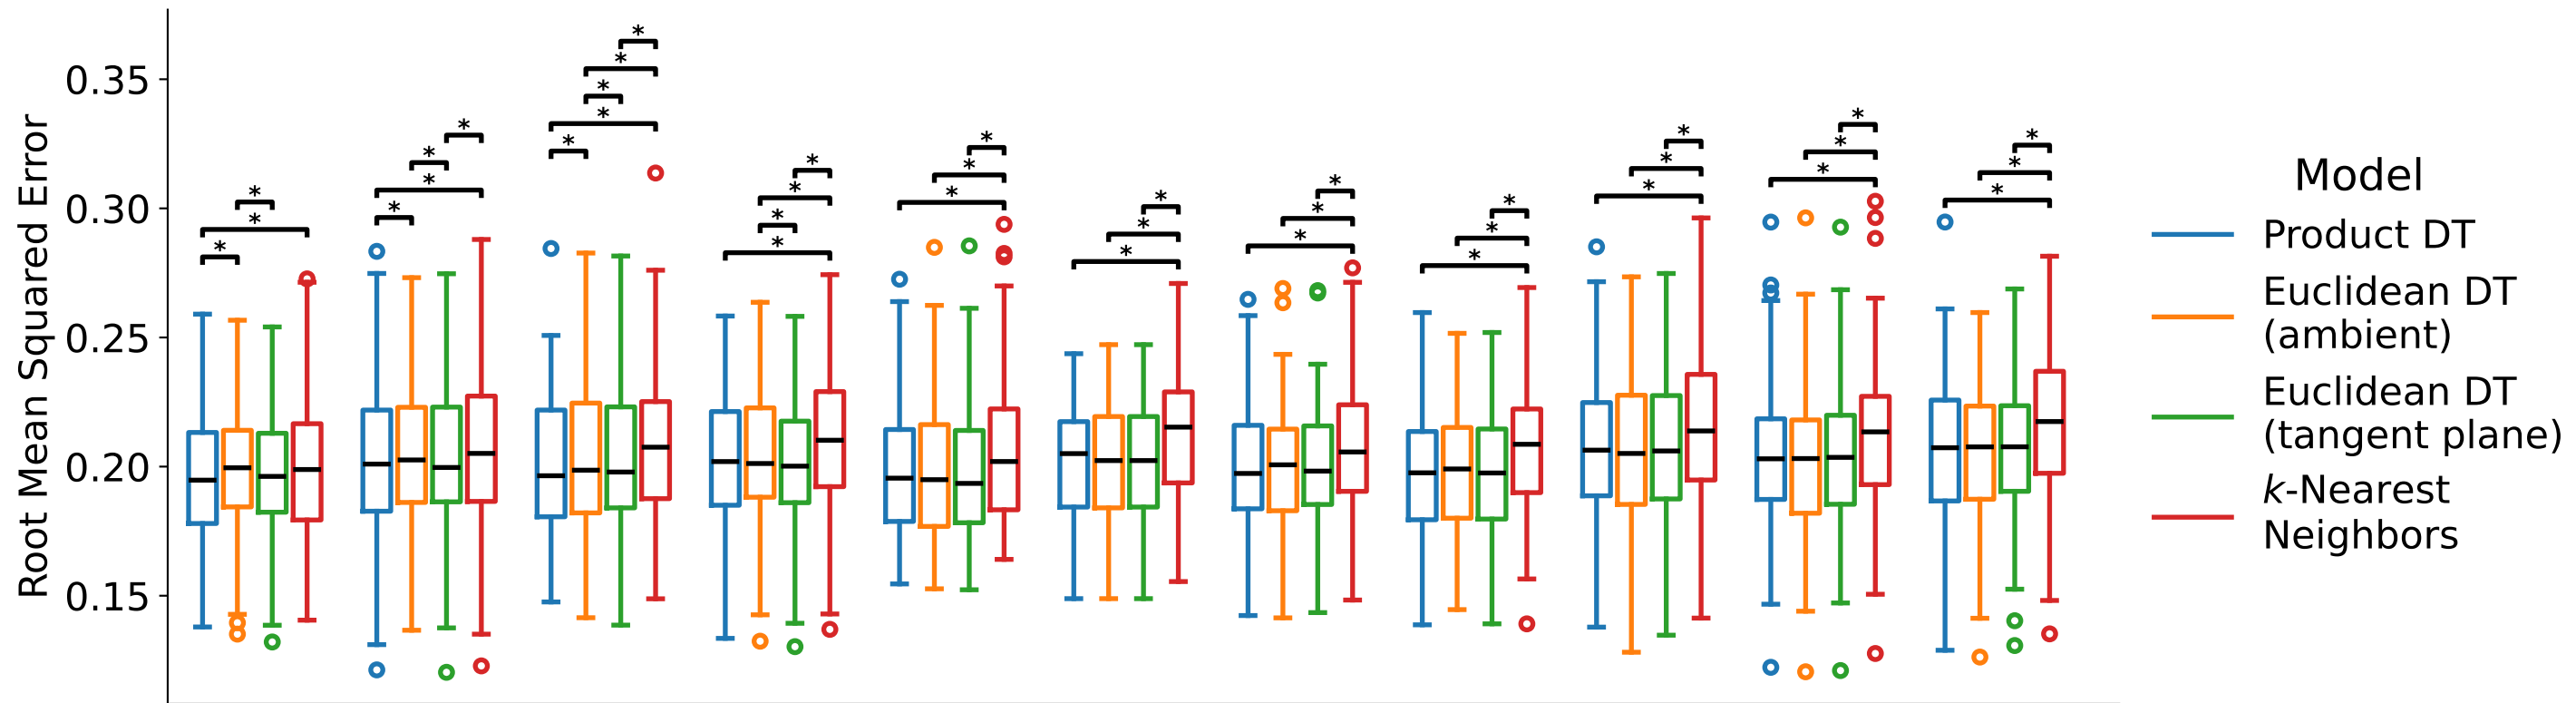 Root Mean Squared Error
0.35
0.30
0.25
0.20
0.15
* * *
* * * *
* * * * *
* * * *
* * *
* * *
* * *
* * *
* * *
* * *
* * *
Model
Product DT
Euclidean DT
(ambient)
Euclidean DT
(tangent plane)
k-Nearest
Neighbors